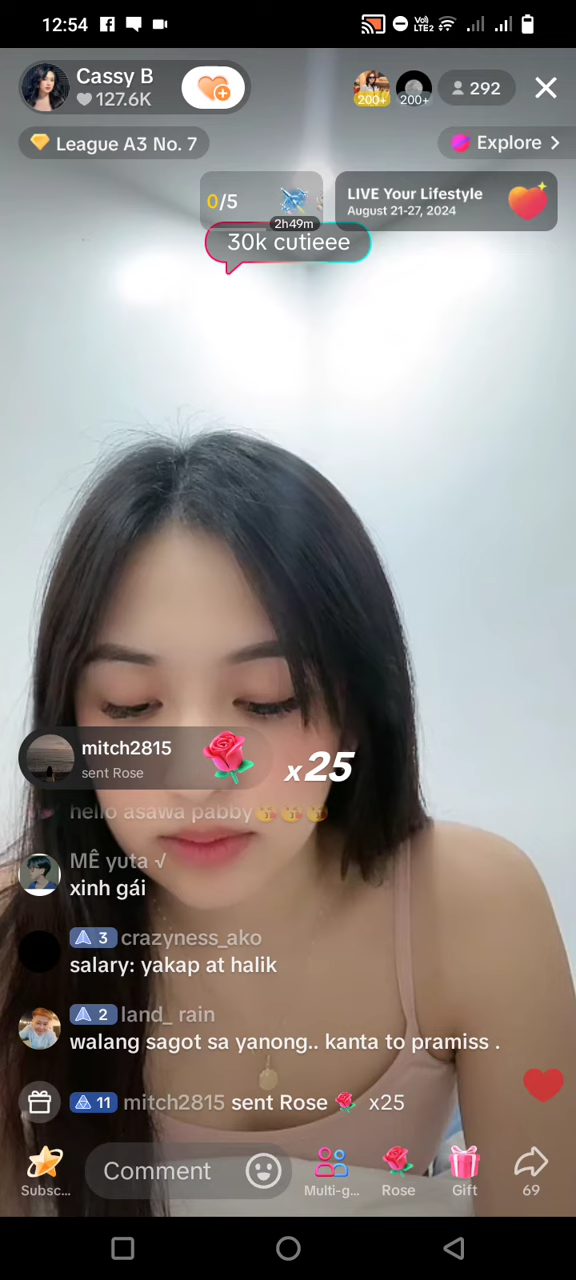 12:54
Vo) LTE2
Cassy B
127.6K
200+
200+
292
League A3 No. 7
Explore >
0/5
2h49m
LIVE Your Lifestyle
August 21-27, 2024
30k cutieee
mitch2815
sent Rose
x25
hello asawa pabby
MÊ yuta √
xinh gái
3 crazyness_ako
salary: yakap at halik
2 land_ rain
walang sagot sa yanong.. kanta to pramiss .
11 mitch2815 sent Rose x25
Comment
Subsc...
Multi-g...
Rose
Gift
69